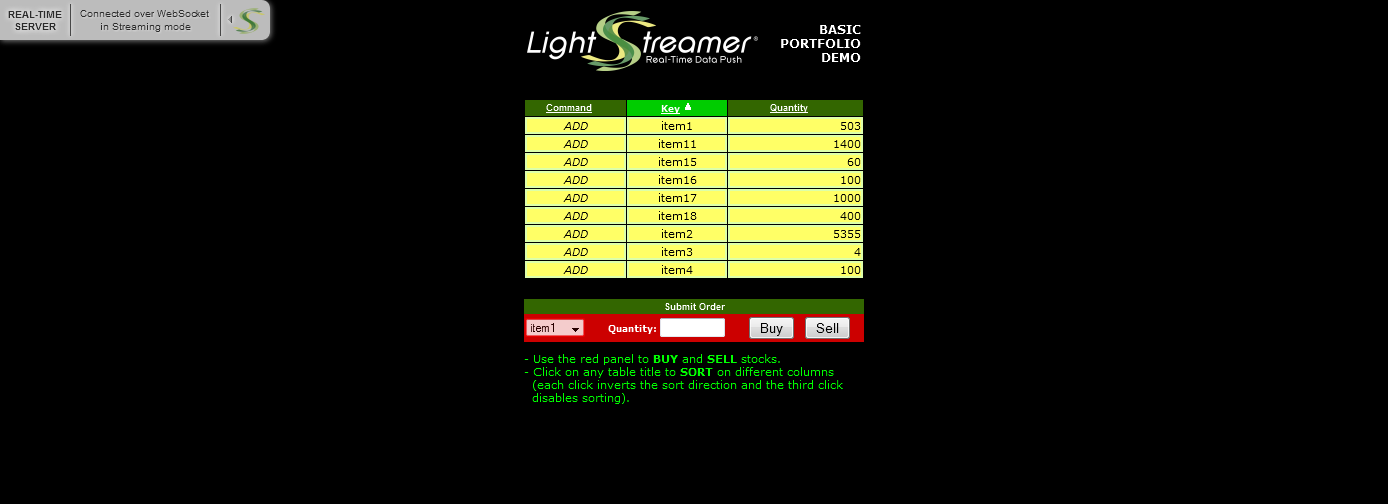 REAL-TIME
SERVER
Connected over WebSocket
in Streaming mode
LightStreamer®
Real-Time Data Push
BASIC
PORTFOLIO
DEMO
Command Key Quantity
ADD item1 503
ADD item11 1400
ADD item15 60
ADD item16 100
ADD item17 1000
ADD item18 400
ADD item2 5355
ADD item3 4
ADD item4 100
Submit Order
item1 Quantity: Buy Sell
- Use the red panel to BUY and SELL stocks.
- Click on any table title to SORT on different columns
(each click inverts the sort direction and the third click
disables sorting).